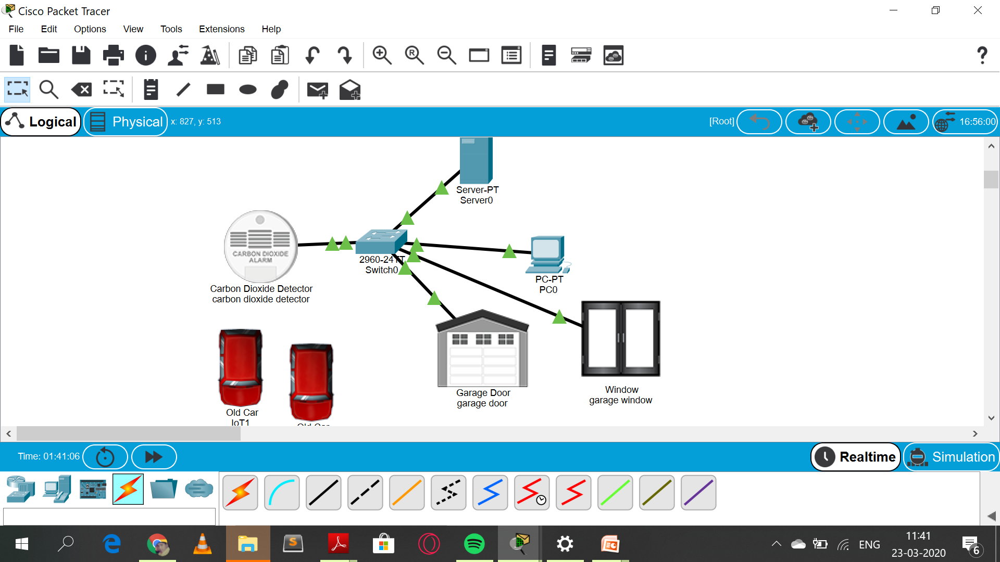 Cisco Packet Tracer
File Edit Options View Tools Extensions Help
R
?
Logical Physical x: 827, y: 513 [Root] 16:56:00
Server-PT
Server0
CARBON DIOXIDE
ALARM
2960-24TT
Switch0
PC-PT
PC0
Carbon Dioxide Detector
carbon dioxide detector
Garage Door
garage door
Window
garage window
Old Car
IoT1
Old Car
Time: 01:41:06 Realtime Simulation
S
ENG
11:41
23-03-2020
6